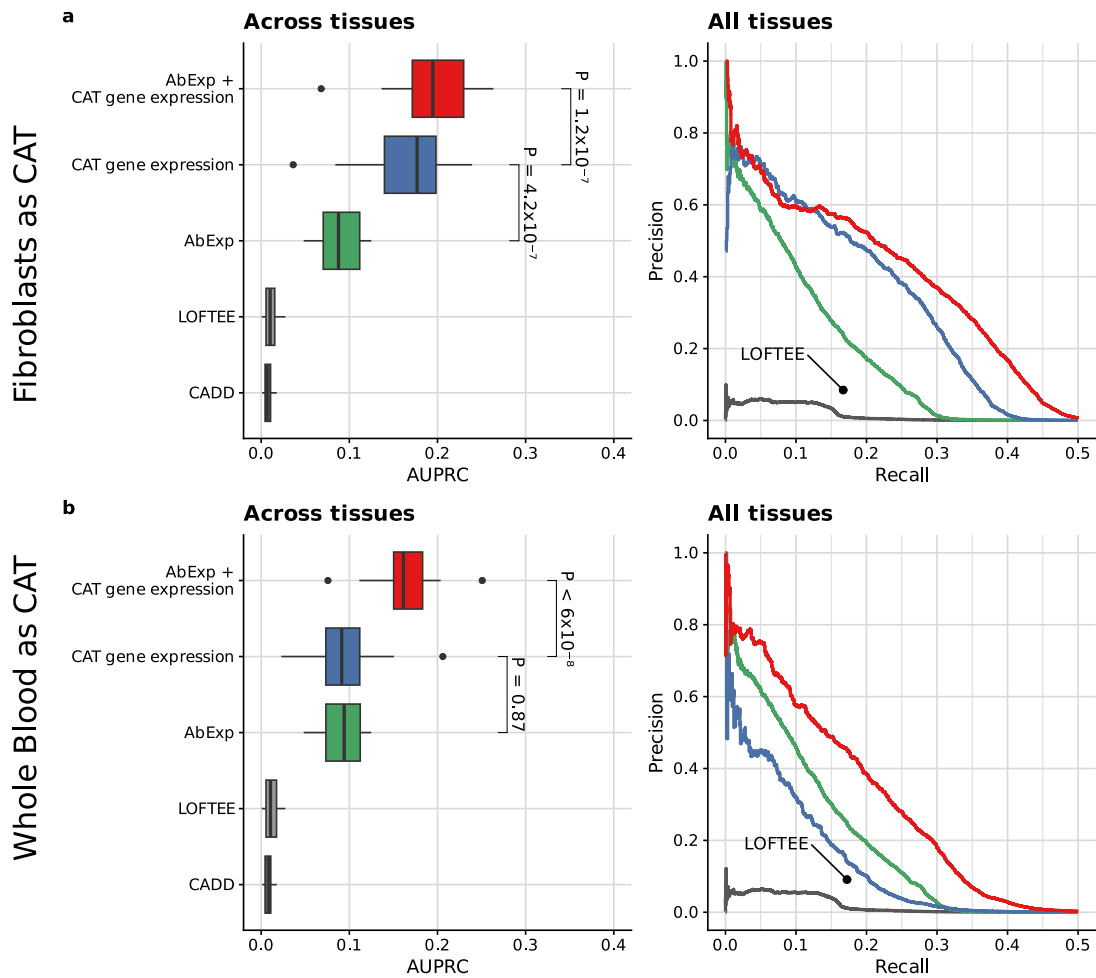 a
Across tissues
All tissues
Fibroblasts as CAT
AbExp +
CAT gene expression
CAT gene expression
AbExp
LOFTEE
CADD
P = 1.2x10⁻⁷
P = 4.2x10⁻⁷
0.0 0.1 0.2 0.3 0.4
AUPRC
Precision
1.0
0.8
0.6
0.4
0.2
0.0
LOFTEE
0.0 0.1 0.2 0.3 0.4 0.5
Recall
b
Across tissues
All tissues
Whole Blood as CAT
AbExp +
CAT gene expression
CAT gene expression
AbExp
LOFTEE
CADD
P < 6x10⁻⁸
P = 0.87
0.0 0.1 0.2 0.3 0.4
AUPRC
Precision
1.0
0.8
0.6
0.4
0.2
0.0
LOFTEE
0.0 0.1 0.2 0.3 0.4 0.5
Recall